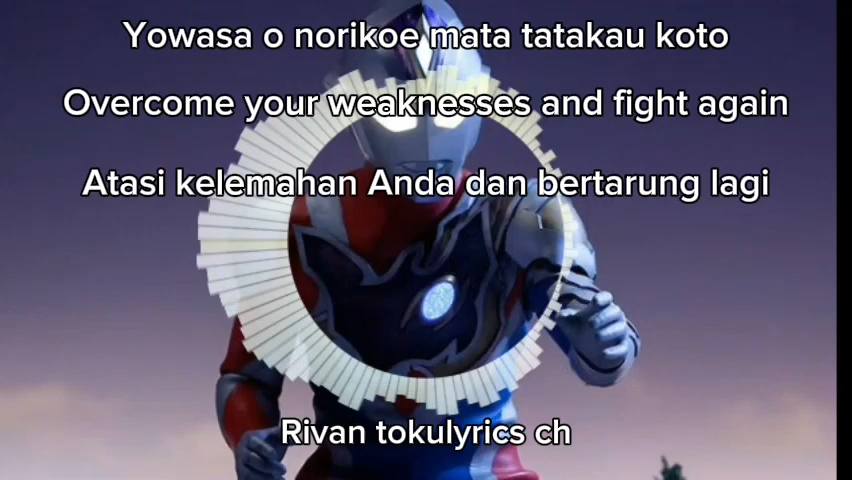 Yowasa o norikoe mata tatakau koto
Overcome your weaknesses and fight again
Atasi kelemahan Anda dan bertarung lagi
Rivan tokulyrics ch